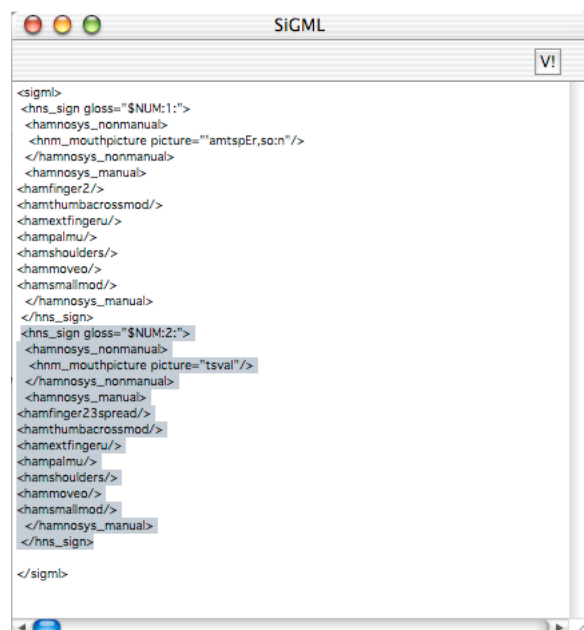 SiGML
V!
<sigml>
<hns_sign gloss="$NUM:1:">
<hamnosys_nonmanual>
<hnm_mouthpicture picture="'amtspEr,so:n"/>
</hamnosys_nonmanual>
<hamnosys_manual>
<hamfinger2/>
<hamthumbacrossmod/>
<hamextfingeru/>
<hampalmu/>
<hamshoulders/>
<hammoveo/>
<hamsmallmod/>
</hamnosys_manual>
</hns_sign>
<hns_sign gloss="$NUM:2:">
<hamnosys_nonmanual>
<hnm_mouthpicture picture="tsval"/>
</hamnosys_nonmanual>
<hamnosys_manual>
<hamfinger23spread/>
<hamthumbacrossmod/>
<hamextfingeru/>
<hampalmu/>
<hamshoulders/>
<hammoveo/>
<hamsmallmod/>
</hamnosys_manual>
</hns_sign>
</sigml>